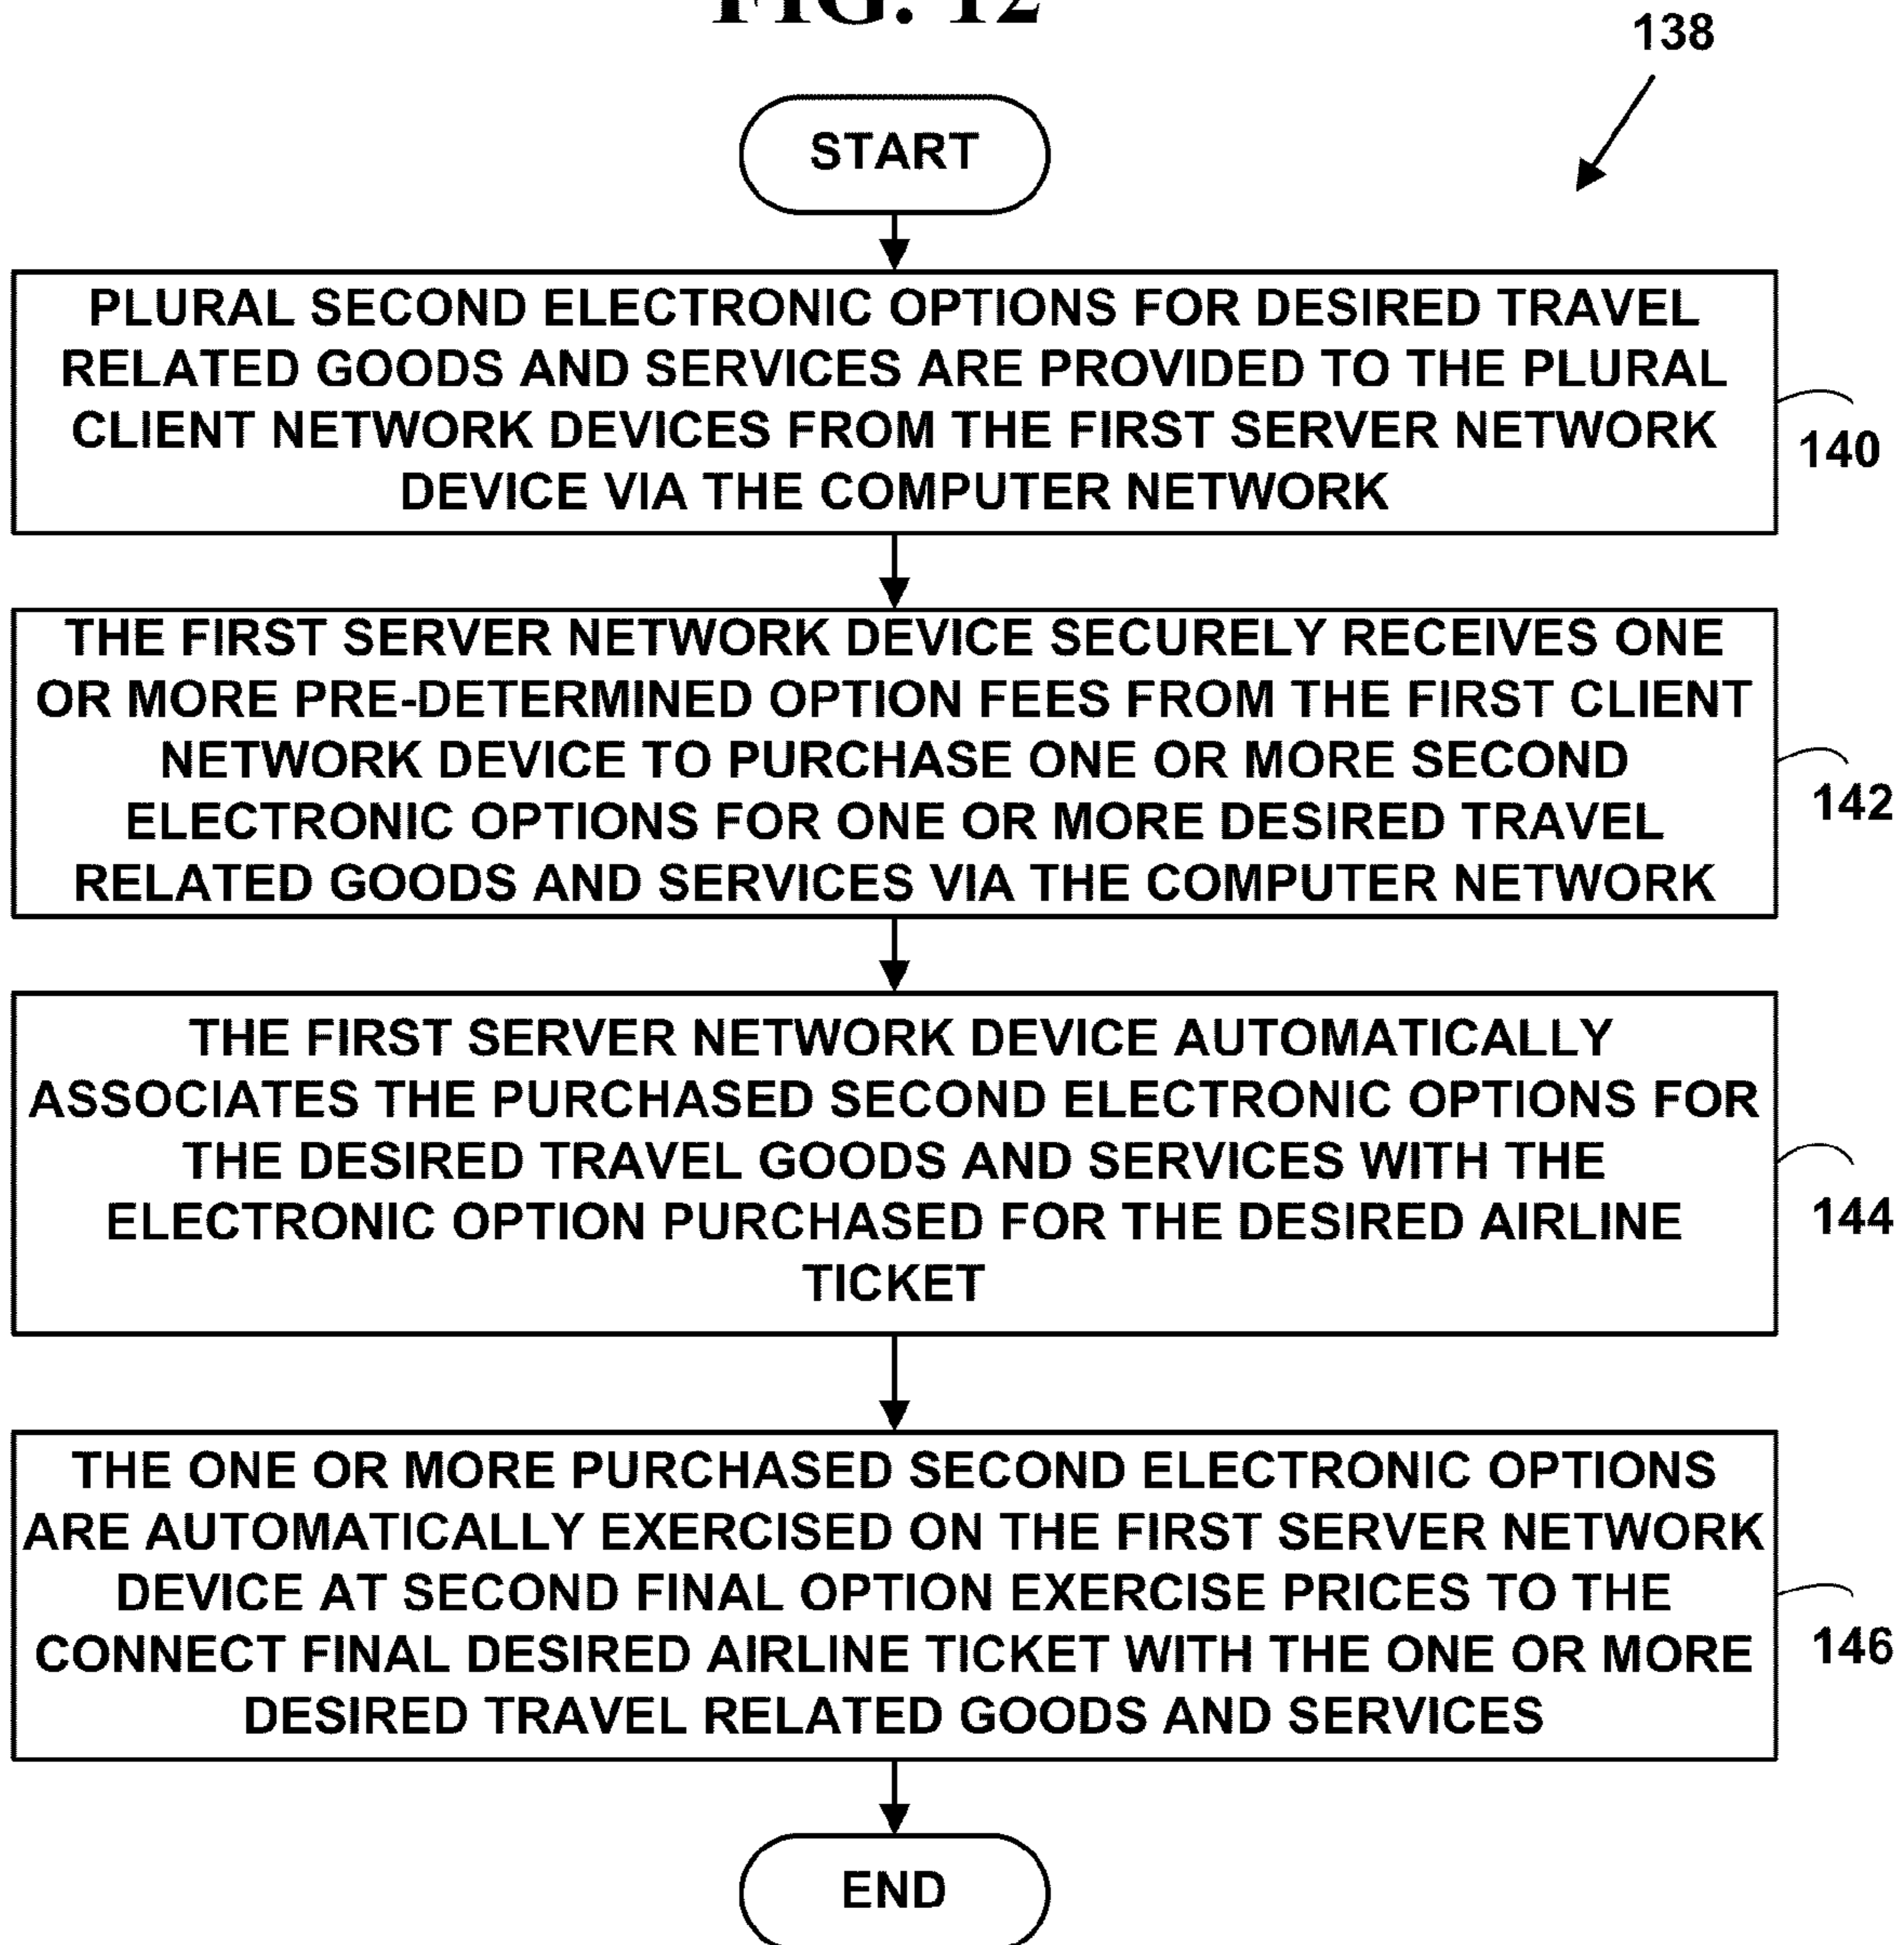 FIG. 12
138
START
PLURAL SECOND ELECTRONIC OPTIONS FOR DESIRED TRAVEL
RELATED GOODS AND SERVICES ARE PROVIDED TO THE PLURAL
CLIENT NETWORK DEVICES FROM THE FIRST SERVER NETWORK
DEVICE VIA THE COMPUTER NETWORK
140
THE FIRST SERVER NETWORK DEVICE SECURELY RECEIVES ONE
OR MORE PRE-DETERMINED OPTION FEES FROM THE FIRST CLIENT
NETWORK DEVICE TO PURCHASE ONE OR MORE SECOND
ELECTRONIC OPTIONS FOR ONE OR MORE DESIRED TRAVEL
RELATED GOODS AND SERVICES VIA THE COMPUTER NETWORK
142
THE FIRST SERVER NETWORK DEVICE AUTOMATICALLY
ASSOCIATES THE PURCHASED SECOND ELECTRONIC OPTIONS FOR
THE DESIRED TRAVEL GOODS AND SERVICES WITH THE
ELECTRONIC OPTION PURCHASED FOR THE DESIRED AIRLINE
TICKET
144
THE ONE OR MORE PURCHASED SECOND ELECTRONIC OPTIONS
ARE AUTOMATICALLY EXERCISED ON THE FIRST SERVER NETWORK
DEVICE AT SECOND FINAL OPTION EXERCISE PRICES TO THE
CONNECT FINAL DESIRED AIRLINE TICKET WITH THE ONE OR MORE
DESIRED TRAVEL RELATED GOODS AND SERVICES
146
END